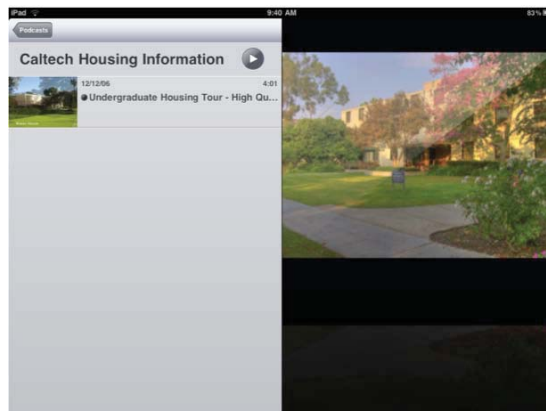 iPad 9:40 AM 83%
Podcasts
Caltech Housing Information
12/12/06 4:01
Undergraduate Housing Tour - High Qu...